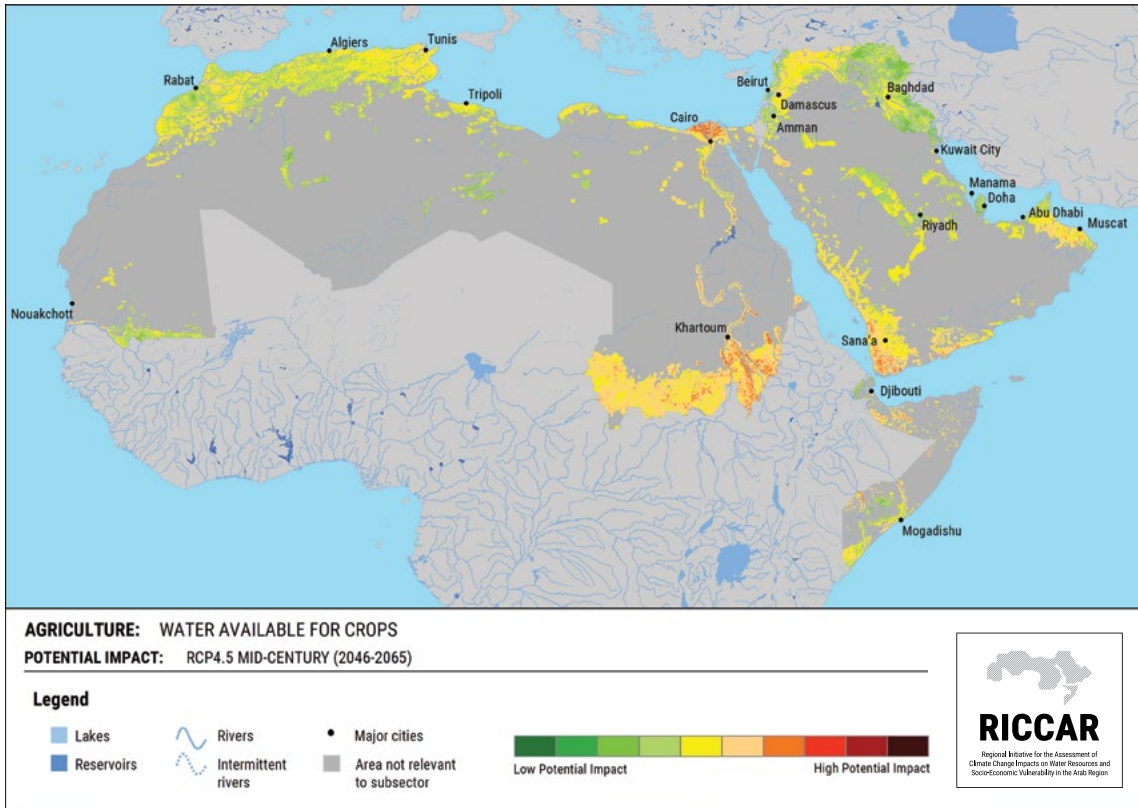 Algiers
Tunis
Rabat
Tripoli
Beirut
Baghdad
Damascus
Cairo
Amman
Kuwait City
Manama
Doha
Abu Dhabi
Muscat
Riyadh
Nouakchott
Khartoum
Sana'a
Djibouti
Mogadishu
AGRICULTURE: WATER AVAILABLE FOR CROPS
POTENTIAL IMPACT: RCP4.5 MID-CENTURY (2046-2065)
Legend
Lakes
Rivers
Major cities
Reservoirs
Intermittent
rivers
Area not relevant
to subsector
Low Potential Impact
High Potential Impact
RICCAR
Regional Initiative for the Assessment of
Climate Change Impacts on Water Resources and
Socio-Economic Vulnerability in the Arab Region